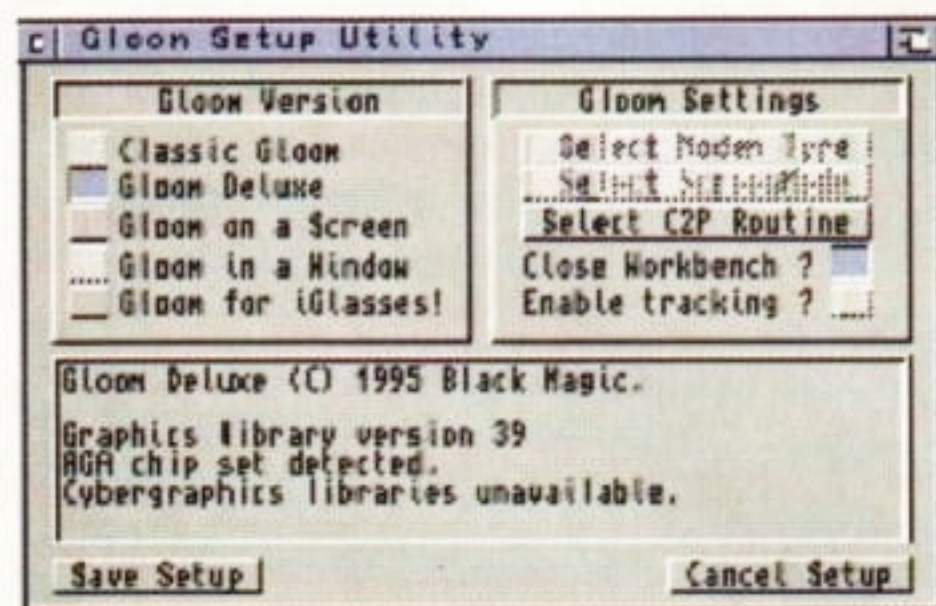 Gloom Setup Utility
Gloom Version
Classic Gloom
Gloom Deluxe
Gloom on a Screen
Gloom in a Window
Gloom for iGlasses!
Gloom Settings
Select Modem Type
Select ScreenMode
Select C2P Routine
Close Workbench ?
Enable tracking ?
Gloom Deluxe (C) 1995 Black Magic.
Graphics library version 39
AGA chip set detected.
Cybergraphics libraries unavailable.
Save Setup
Cancel Setup